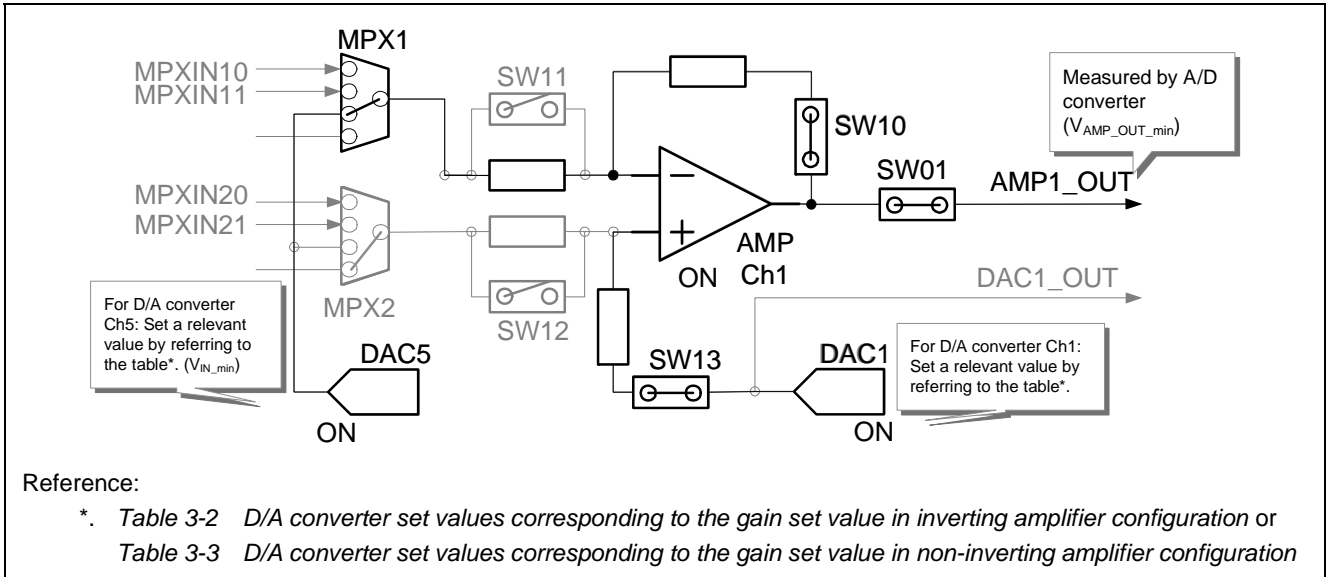 MPX1
MPXIN10
MPXIN11
SW11
SW10
Measured by A/D
converter
(VAMP_OUT_min)
SW01
AMP1_OUT
MPXIN20
MPXIN21
MPX2
SW12
−
+
AMP
Ch1
ON
DAC1_OUT
For D/A converter
Ch5: Set a relevant
value by referring to
the table*. (VIN_min)
DAC5
ON
SW13
DAC1
ON
For D/A converter Ch1:
Set a relevant value by
referring to the table*.
Reference:
*. Table 3-2 D/A converter set values corresponding to the gain set value in inverting amplifier configuration or
Table 3-3 D/A converter set values corresponding to the gain set value in non-inverting amplifier configuration